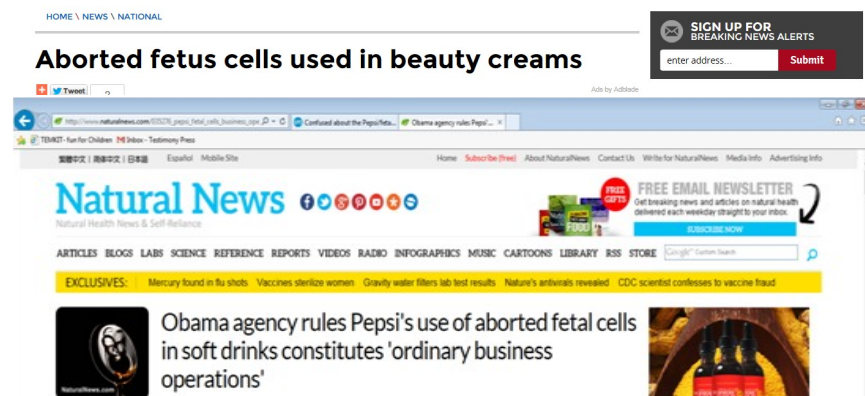 HOME \ NEWS \ NATIONAL
SIGN UP FOR
BREAKING NEWS ALERTS
Aborted fetus cells used in beauty creams
enter address... Submit
Tweet 2
Ads by Adblade
http://www.naturalnews.com/035276_pepsi_fetal_cells_business_ope Confused about the Pepsi/feta... Obama agency rules Pepsi'... x
TEMKIT- fun for Children Inbox - Testimony Press
繁體中文 | 简体中文 | 日本語 Español Mobile Site Home Subscribe (free) About NaturalNews Contact Us Write for NaturalNews Media Info Advertising Info
Natural News
Natural Health News & Self-Reliance
FREE GIFTS
FOOD
FREE EMAIL NEWSLETTER
Get breaking news and articles on natural health
delivered each weekday straight to your inbox.
SUBSCRIBE NOW
ARTICLES BLOGS LABS SCIENCE REFERENCE REPORTS VIDEOS RADIO INFOGRAPHICS MUSIC CARTOONS LIBRARY RSS STORE Google Custom Search
EXCLUSIVES: Mercury found in flu shots Vaccines sterilize women Gravity water filters lab test results Nature's antivirals revealed CDC scientist confesses to vaccine fraud
Obama agency rules Pepsi's use of aborted fetal cells
in soft drinks constitutes 'ordinary business
operations'
NaturalNews.com